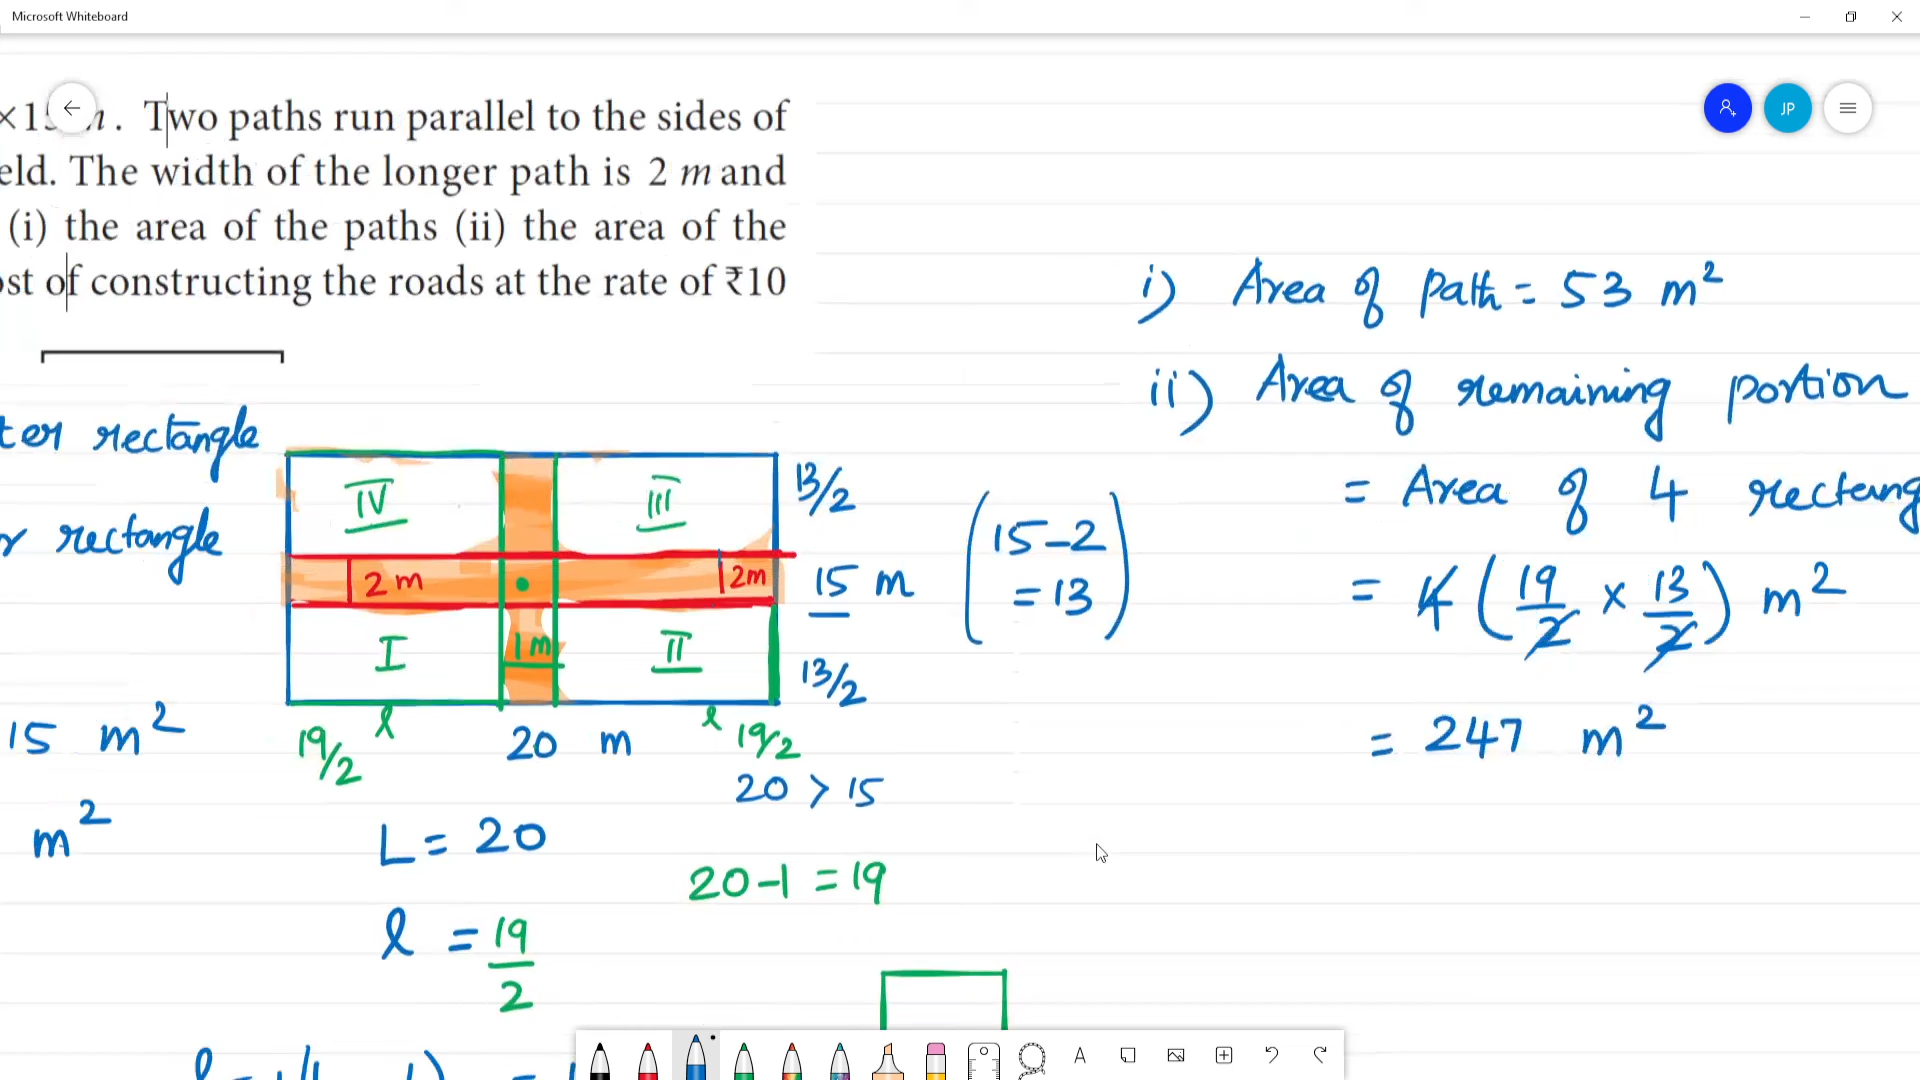 Microsoft Whiteboard
Two paths run parallel to the sides of
eld. The width of the longer path is 2 m and
(i) the area of the paths (ii) the area of the
ost of constructing the roads at the rate of ₹10
JP
i) Area of path = 53 m²
ii) Area of remaining portion
= Area of 4 rectang
= 4 (19/2 × 13/2) m²
= 247 m²
ter rectangle
r rectangle
15 m²
m²
IV
III
13/2
2 m
2m
15 m
(15-2
= 13)
I
1 m
II
13/2
19/2
l
20 m
l
19/2
20 > 15
L = 20
20-1 = 19
l = 19/2
A